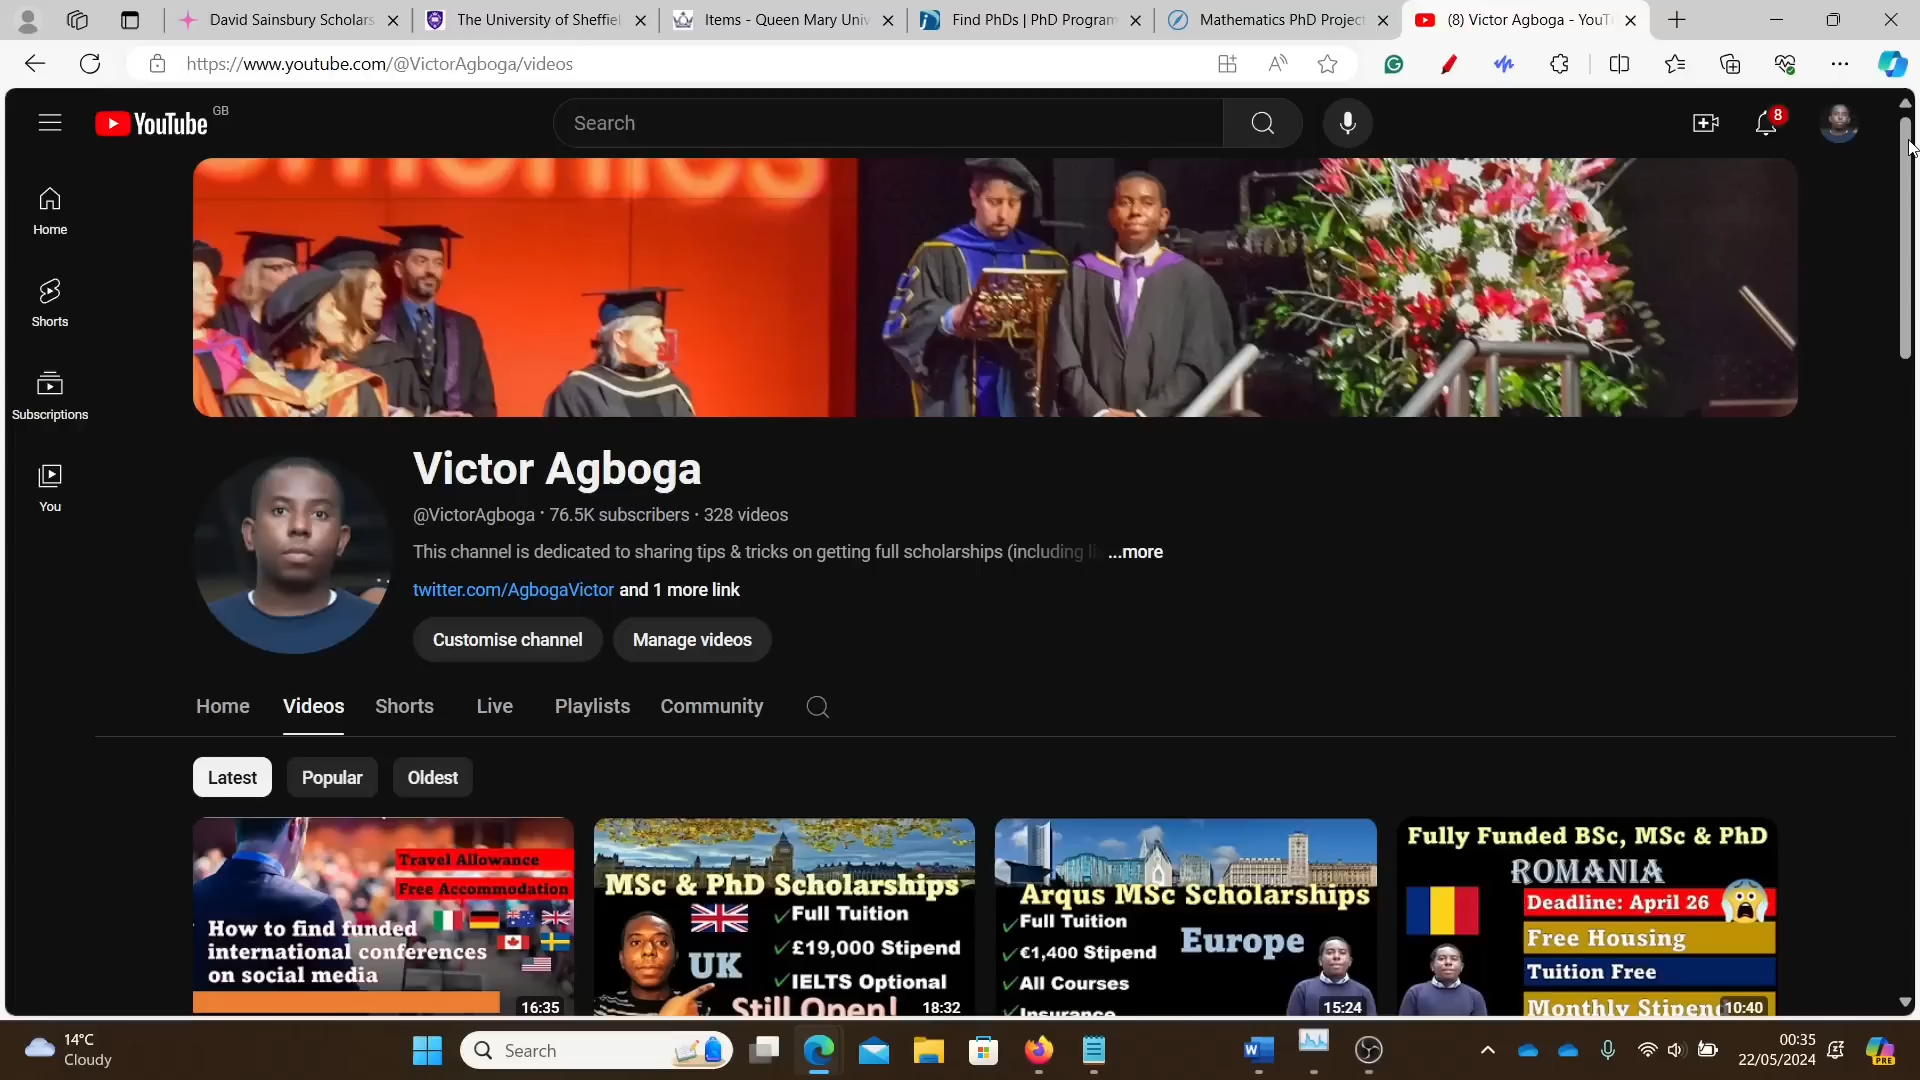 David Sainsbury Scholars
The University of Sheffiel
Items - Queen Mary Univ
Find PhDs | PhD Program
Mathematics PhD Project
(8) Victor Agboga - YouT
https://www.youtube.com/@VictorAgboga/videos
YouTube GB
Search
8
Home
Shorts
Subscriptions
You
Victor Agboga
@VictorAgboga · 76.5K subscribers · 328 videos
This channel is dedicated to sharing tips & tricks on getting full scholarships (including ...more
twitter.com/AgbogaVictor and 1 more link
Customise channel
Manage videos
Home Videos Shorts Live Playlists Community
Latest Popular Oldest
Travel Allowance
Free Accommodation
How to find funded
international conferences
on social media
16:35
MSc & PhD Scholarships
✓Full Tuition
✓£19,000 Stipend
✓IELTS Optional
UK
Still Open!
18:32
Arqus MSc Scholarships
✓Full Tuition
✓€1,400 Stipend
✓All Courses
✓Insurance
Europe
15:24
Fully Funded BSc, MSc & PhD
ROMANIA
Deadline: April 26
Free Housing
Tuition Free
Monthly Stipend
10:40
14°C
Cloudy
Search
PRE
00:35
22/05/2024